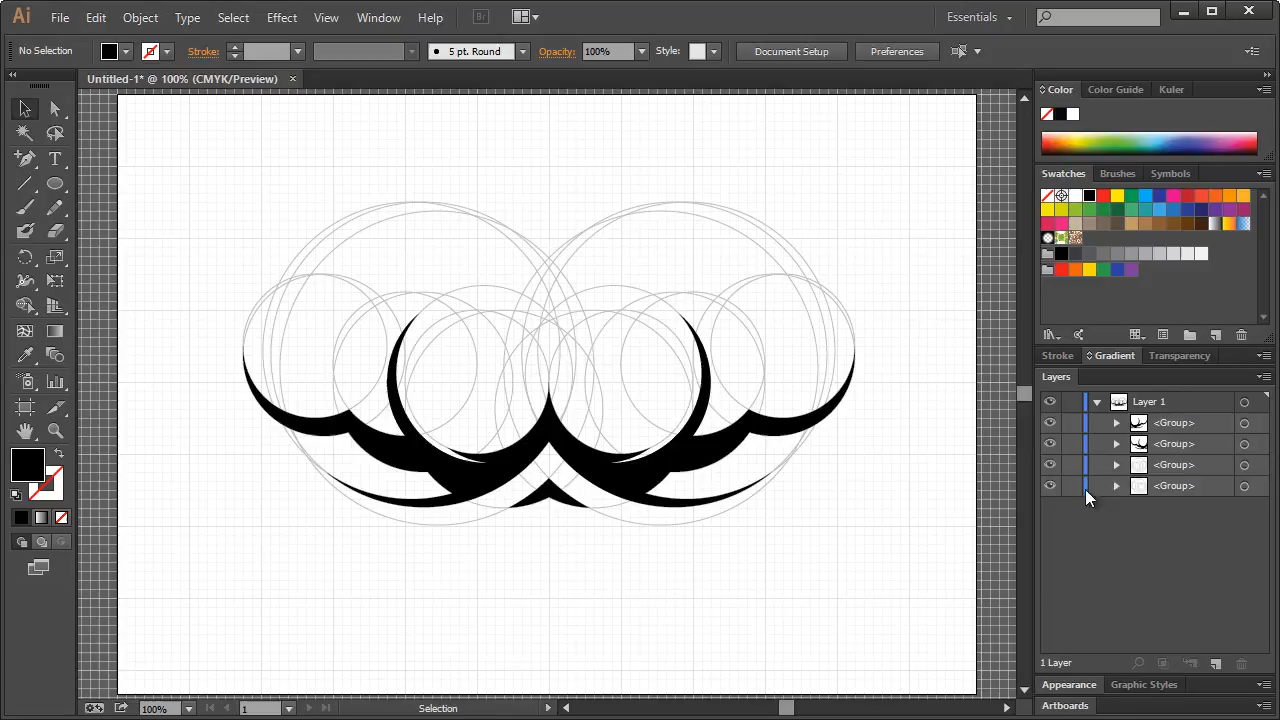 Ai File Edit Object Type Select Effect View Window Help Br Essentials
No Selection Stroke: 5 pt. Round Opacity: 100% Style: Document Setup Preferences
Untitled-1* @ 100% (CMYK/Preview)
Color Color Guide Kuler
Swatches Brushes Symbols
Stroke Gradient Transparency
Layers
Layer 1
<Group>
<Group>
<Group>
<Group>
1 Layer
Appearance Graphic Styles
Artboards
100% 1 Selection